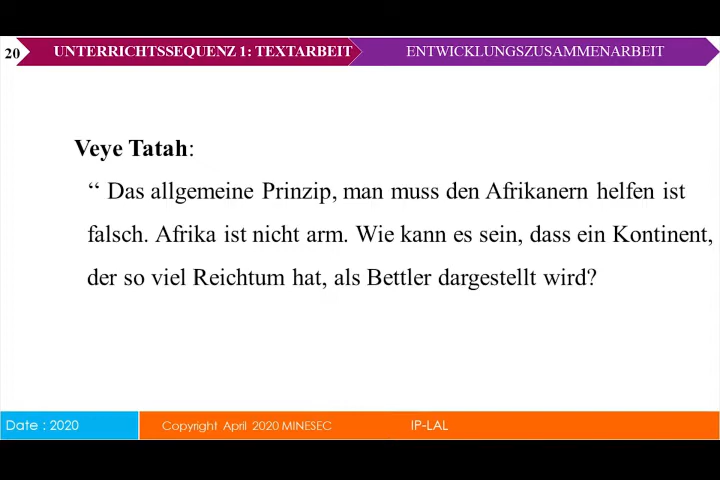 20 UNTERRICHTSSEQUENZ 1: TEXTARBEIT ENTWICKLUNGSZUSAMMENARBEIT
Veye Tatah:
“ Das allgemeine Prinzip, man muss den Afrikanern helfen ist
falsch. Afrika ist nicht arm. Wie kann es sein, dass ein Kontinent,
der so viel Reichtum hat, als Bettler dargestellt wird?
Date : 2020 Copyright April 2020 MINESEC IP-LAL